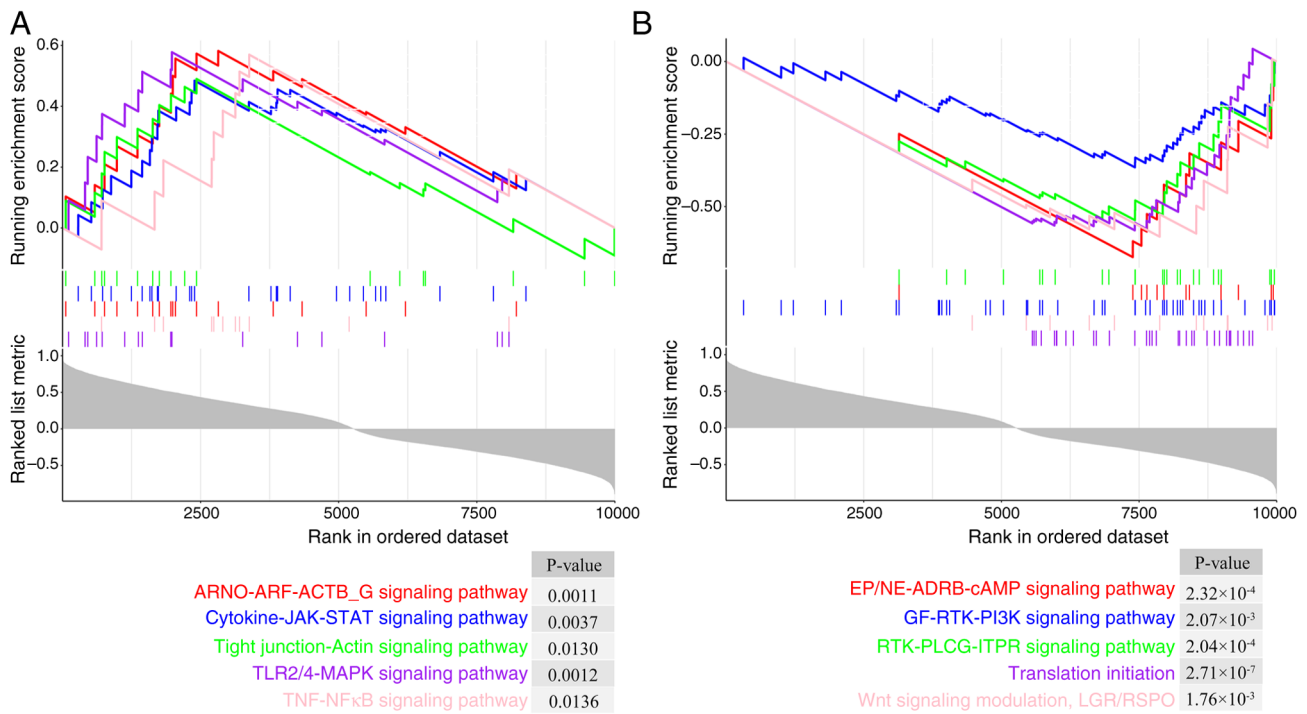 A
Running enrichment score
0.6
0.4
0.2
0.0
Ranked list metric
1.0
0.5
0.0
−0.5
2500 5000 7500 10000
Rank in ordered dataset
P-value
ARNO-ARF-ACTB_G signaling pathway 0.0011
Cytokine-JAK-STAT signaling pathway 0.0037
Tight junction-Actin signaling pathway 0.0130
TLR2/4-MAPK signaling pathway 0.0012
TNF-NFκB signaling pathway 0.0136
B
Running enrichment score
0.00
−0.25
−0.50
Ranked list metric
1.0
0.5
0.0
−0.5
2500 5000 7500 10000
Rank in ordered dataset
P-value
EP/NE-ADRB-cAMP signaling pathway 2.32×10⁻⁴
GF-RTK-PI3K signaling pathway 2.07×10⁻³
RTK-PLCG-ITPR signaling pathway 2.04×10⁻⁴
Translation initiation 2.71×10⁻⁷
Wnt signaling modulation, LGR/RSPO 1.76×10⁻³